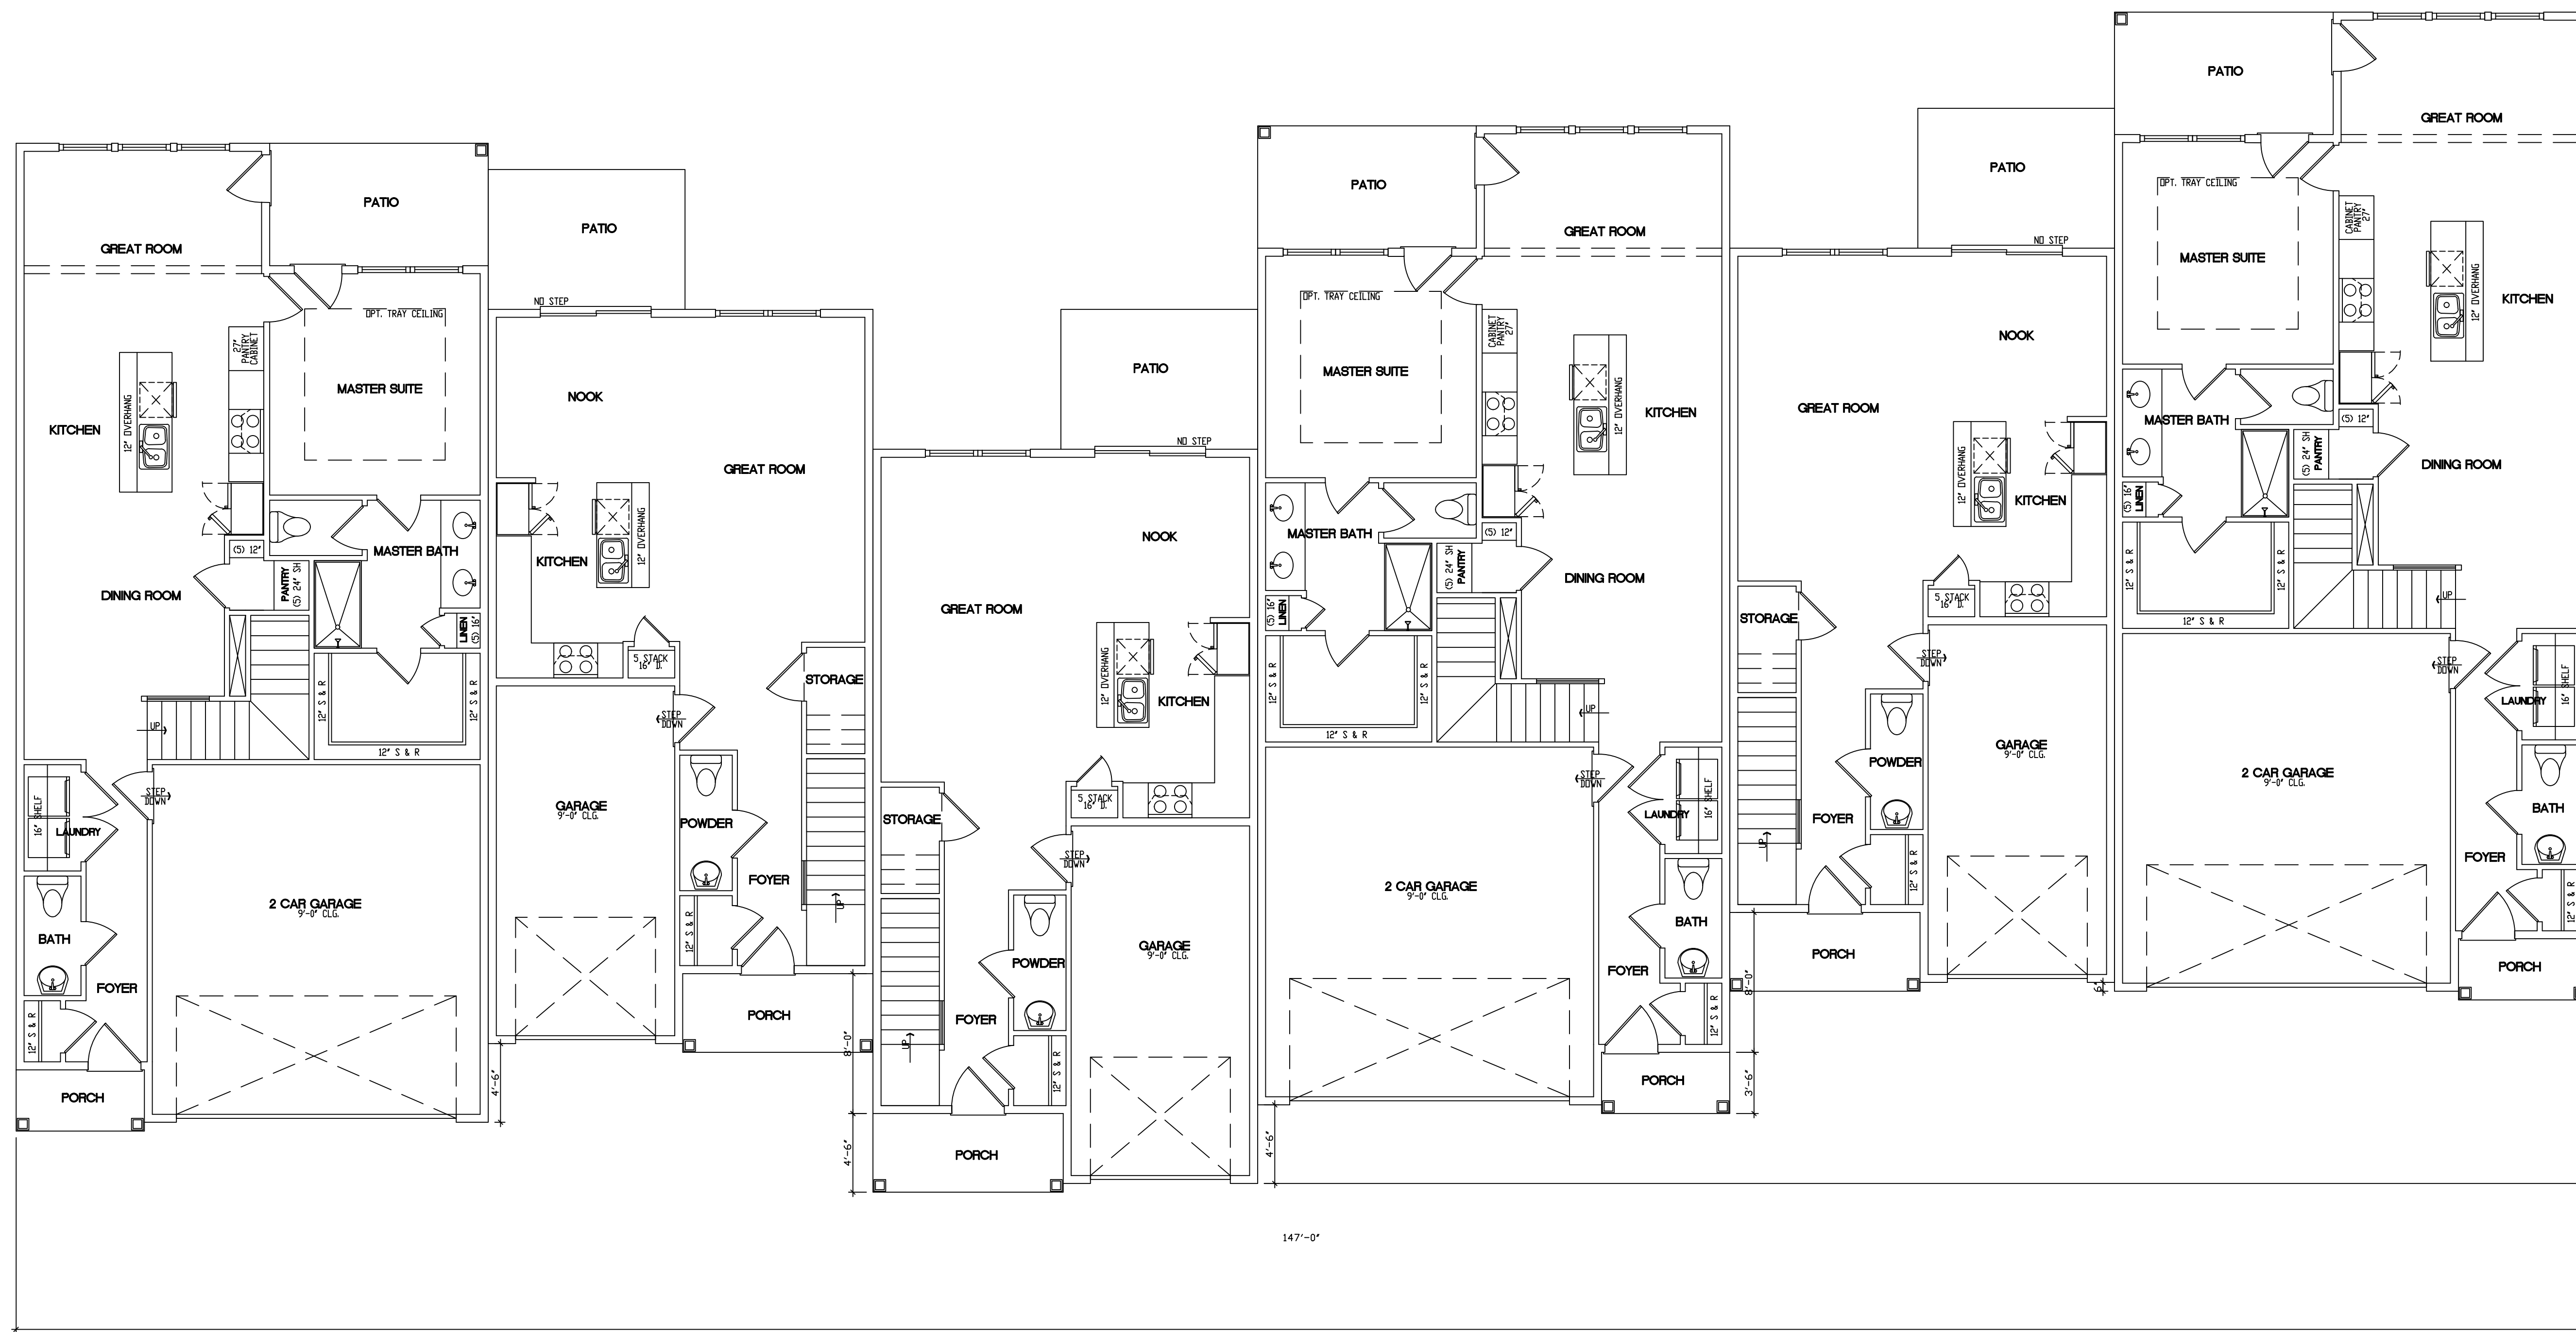 PATIO
GREAT ROOM
OPT. TRAY CEILING
27"
PANTRY
CABINET
MASTER SUITE
12" OVERHANG
KITCHEN
(5) 12"
MASTER BATH
PANTRY
(5) 24" SH
DINING ROOM
LINEN
(5) 16"
12" S & R
12" S & R
12" S & R
UP
STEP
DOWN
16" SHELF
LAUNDRY
2 CAR GARAGE
9'-0" CLG.
BATH
FOYER
12" S & R
PORCH
4'-6"
PATIO
NO STEP
NOOK
GREAT ROOM
12" OVERHANG
KITCHEN
5 STACK
16" D.
STORAGE
STEP
DOWN
GARAGE
9'-0" CLG.
POWDER
FOYER
UP
12" S & R
PORCH
8'-0"
4'-6"
PATIO
NO STEP
NOOK
GREAT ROOM
12" OVERHANG
KITCHEN
5 STACK
16" D.
STORAGE
STEP
DOWN
GARAGE
9'-0" CLG.
POWDER
FOYER
UP
12" S & R
PORCH
4'-6"
PATIO
GREAT ROOM
OPT. TRAY CEILING
CABINET
PANTRY
27"
MASTER SUITE
12" OVERHANG
KITCHEN
MASTER BATH
(5) 12"
(5) 24" SH
PANTRY
DINING ROOM
(5) 16"
LINEN
12" S & R
12" S & R
12" S & R
UP
STEP
DOWN
16" SHELF
LAUNDRY
2 CAR GARAGE
9'-0" CLG.
BATH
FOYER
12" S & R
PORCH
8'-0"
3'-6"
PATIO
NO STEP
NOOK
GREAT ROOM
12" OVERHANG
KITCHEN
5 STACK
16" D.
STORAGE
STEP
DOWN
GARAGE
9'-0" CLG.
POWDER
FOYER
UP
12" S & R
PORCH
6"
PATIO
GREAT ROOM
OPT. TRAY CEILING
CABINET
PANTRY
27"
MASTER SUITE
12" OVERHANG
KITCHEN
MASTER BATH
(5) 12"
(5) 24" SH
PANTRY
DINING ROOM
(5) 16"
LINEN
12" S & R
12" S & R
12" S & R
UP
STEP
DOWN
16" SHELF
LAUNDRY
2 CAR GARAGE
9'-0" CLG.
BATH
FOYER
12" S & R
PORCH
147'-0"